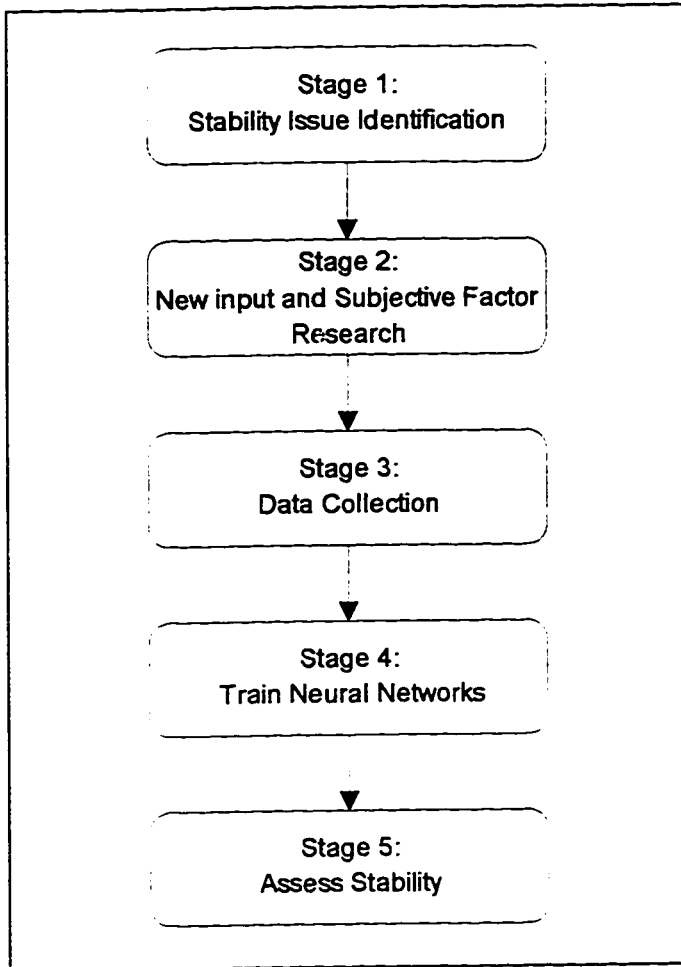 Stage 1:
Stability Issue Identification
Stage 2:
New input and Subjective Factor
Research
Stage 3:
Data Collection
Stage 4:
Train Neural Networks
Stage 5:
Assess Stability